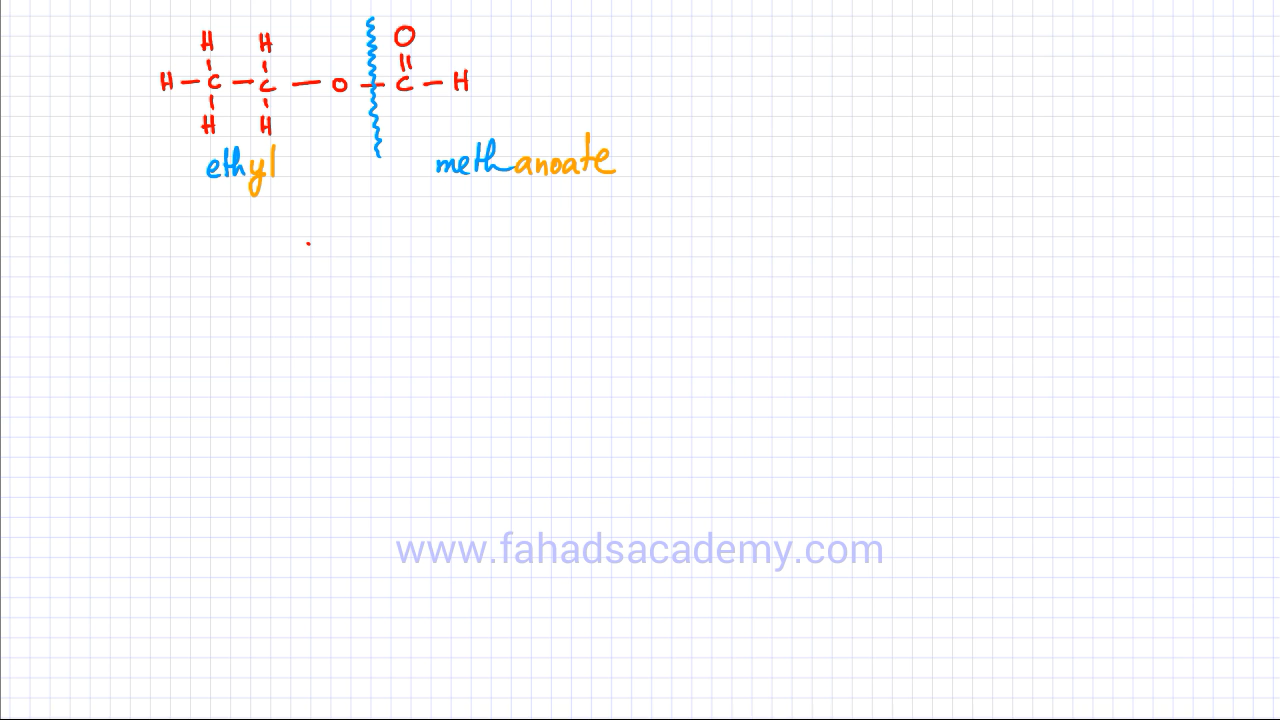 H H O
H — C — C — O — C — H
H H
ethyl methanoate
www.fahadsacademy.com